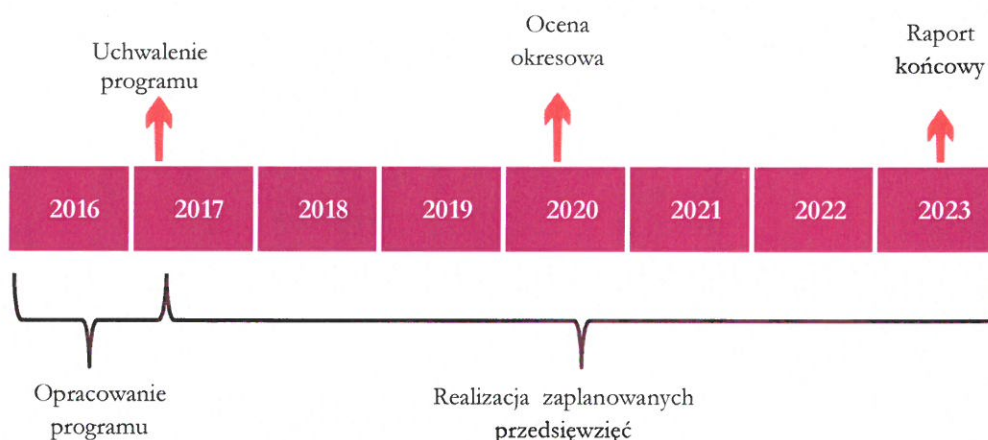 Uchwalenie
programu
Ocena
okresowa
Raport
końcowy
2016
2017
2018
2019
2020
2021
2022
2023
Opracowanie
programu
Realizacja zaplanowanych
przedsięwzięć